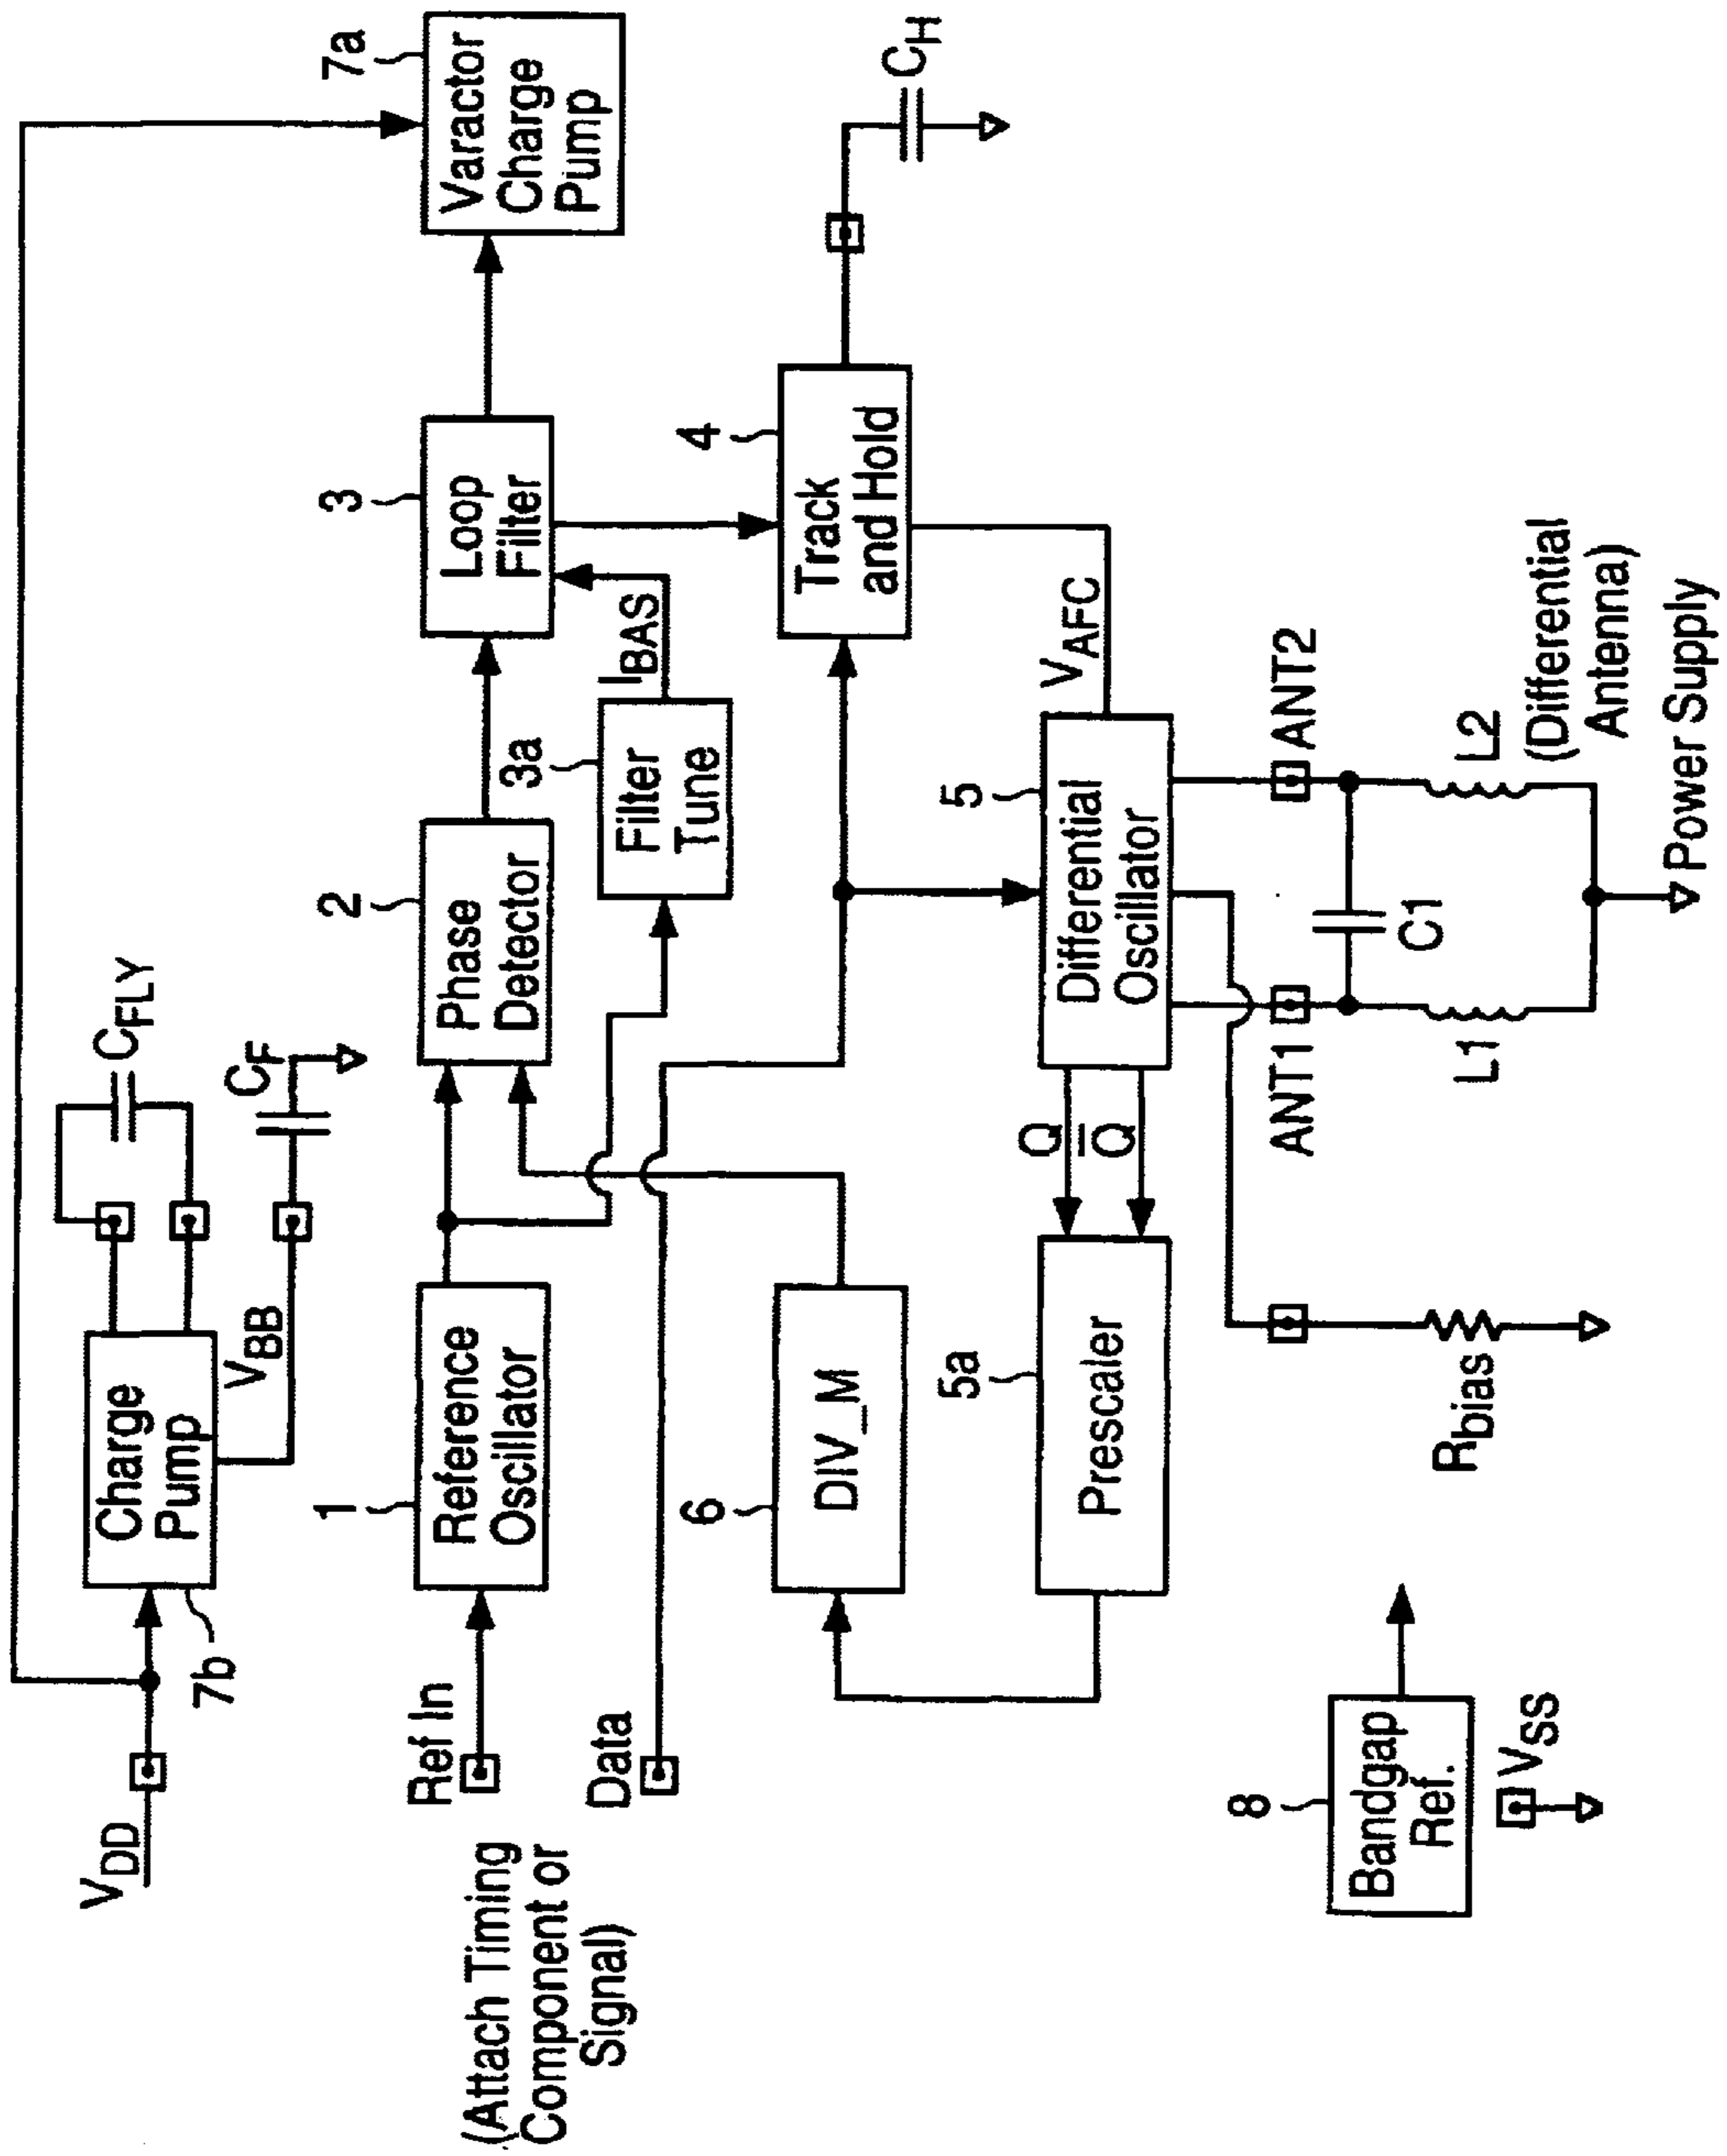 V_DD
7b
Charge
Pump
V_BB
C_FLY
C_F
7a
Varactor
Charge
Pump
Ref In
(Attach Timing
Component or
Signal)
1
Reference
Oscillator
2
Phase
Detector
3
Loop
Filter
3a
Filter
Tune
I_BAS
Data
4
Track
and Hold
C_H
6
DIV_M
5a
Prescaler
Q
Q̅
5
Differential
Oscillator
V_AFC
ANT1
ANT2
C1
L1
L2
(Differential
Antenna)
Power Supply
R_bias
8
Bandgap
Ref.
V_SS